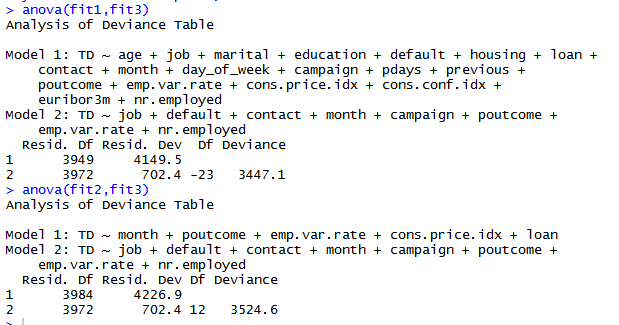 > anova(fit1,fit3)
Analysis of Deviance Table
Model 1: TD ~ age + job + marital + education + default + housing + loan +
contact + month + day_of_week + campaign + pdays + previous +
poutcome + emp.var.rate + cons.price.idx + cons.conf.idx +
euribor3m + nr.employed
Model 2: TD ~ job + default + contact + month + campaign + poutcome +
emp.var.rate + nr.employed
Resid. Df Resid. Dev Df Deviance
1 3949 4149.5
2 3972 702.4 -23 3447.1
> anova(fit2,fit3)
Analysis of Deviance Table
Model 1: TD ~ month + poutcome + emp.var.rate + cons.price.idx + loan
Model 2: TD ~ job + default + contact + month + campaign + poutcome +
emp.var.rate + nr.employed
Resid. Df Resid. Dev Df Deviance
1 3984 4226.9
2 3972 702.4 12 3524.6
>